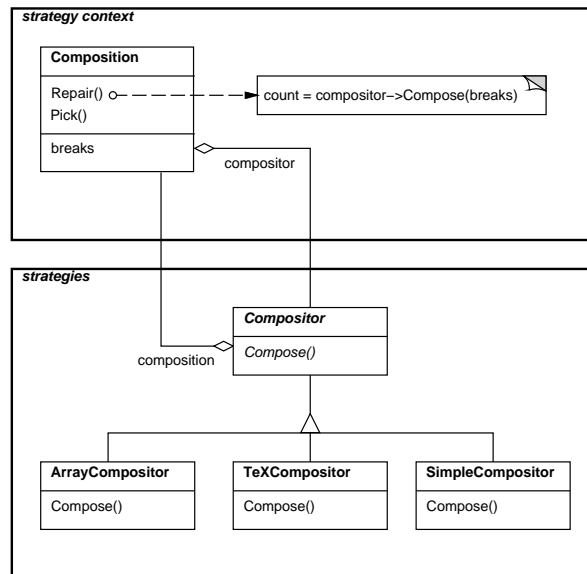 strategy context
Composition
Repair()
count = compositor−>Compose(breaks)
Pick()
breaks
compositor
strategies
Compositor
Compose()
composition
ArrayCompositor
Compose()
TeXCompositor
Compose()
SimpleCompositor
Compose()